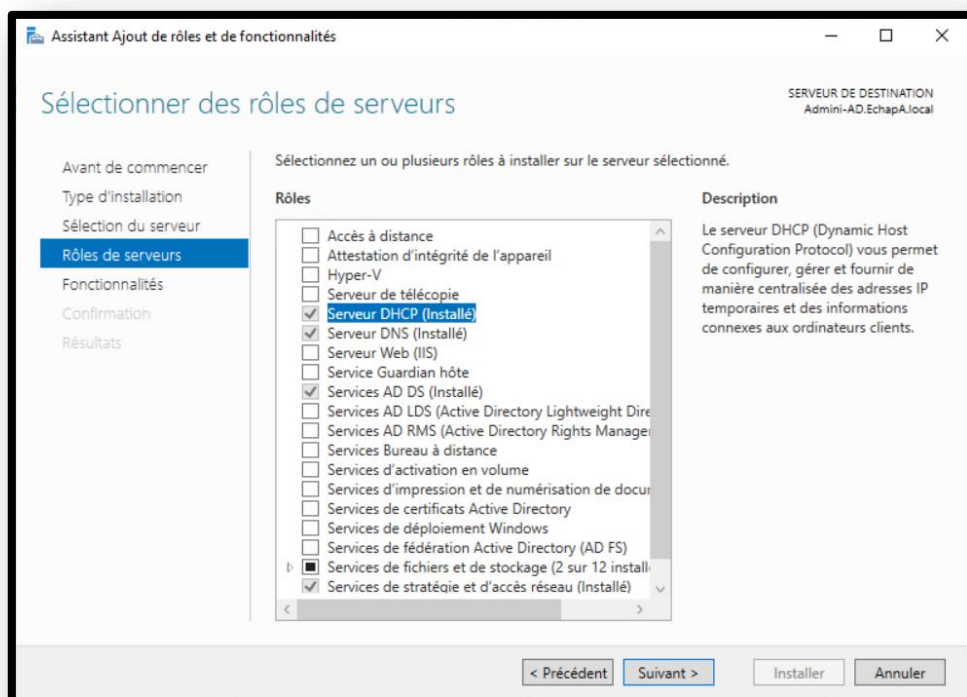 Assistant Ajout de rôles et de fonctionnalités
Sélectionner des rôles de serveurs
SERVEUR DE DESTINATION
Admini-AD.EchapA.local
Avant de commencer
Type d'installation
Sélection du serveur
Rôles de serveurs
Fonctionnalités
Confirmation
Résultats
Sélectionnez un ou plusieurs rôles à installer sur le serveur sélectionné.
Rôles
Accès à distance
Attestation d'intégrité de l'appareil
Hyper-V
Serveur de télécopie
Serveur DHCP (Installé)
Serveur DNS (Installé)
Serveur Web (IIS)
Service Guardian hôte
Services AD DS (Installé)
Services AD LDS (Active Directory Lightweight Dire
Services AD RMS (Active Directory Rights Manager
Services Bureau à distance
Services d'activation en volume
Services d'impression et de numérisation de docur
Services de certificats Active Directory
Services de déploiement Windows
Services de fédération Active Directory (AD FS)
Services de fichiers et de stockage (2 sur 12 install
Services de stratégie et d'accès réseau (Installé)
Description
Le serveur DHCP (Dynamic Host
Configuration Protocol) vous permet
de configurer, gérer et fournir de
manière centralisée des adresses IP
temporaires et des informations
connexes aux ordinateurs clients.
< Précédent
Suivant >
Installer
Annuler